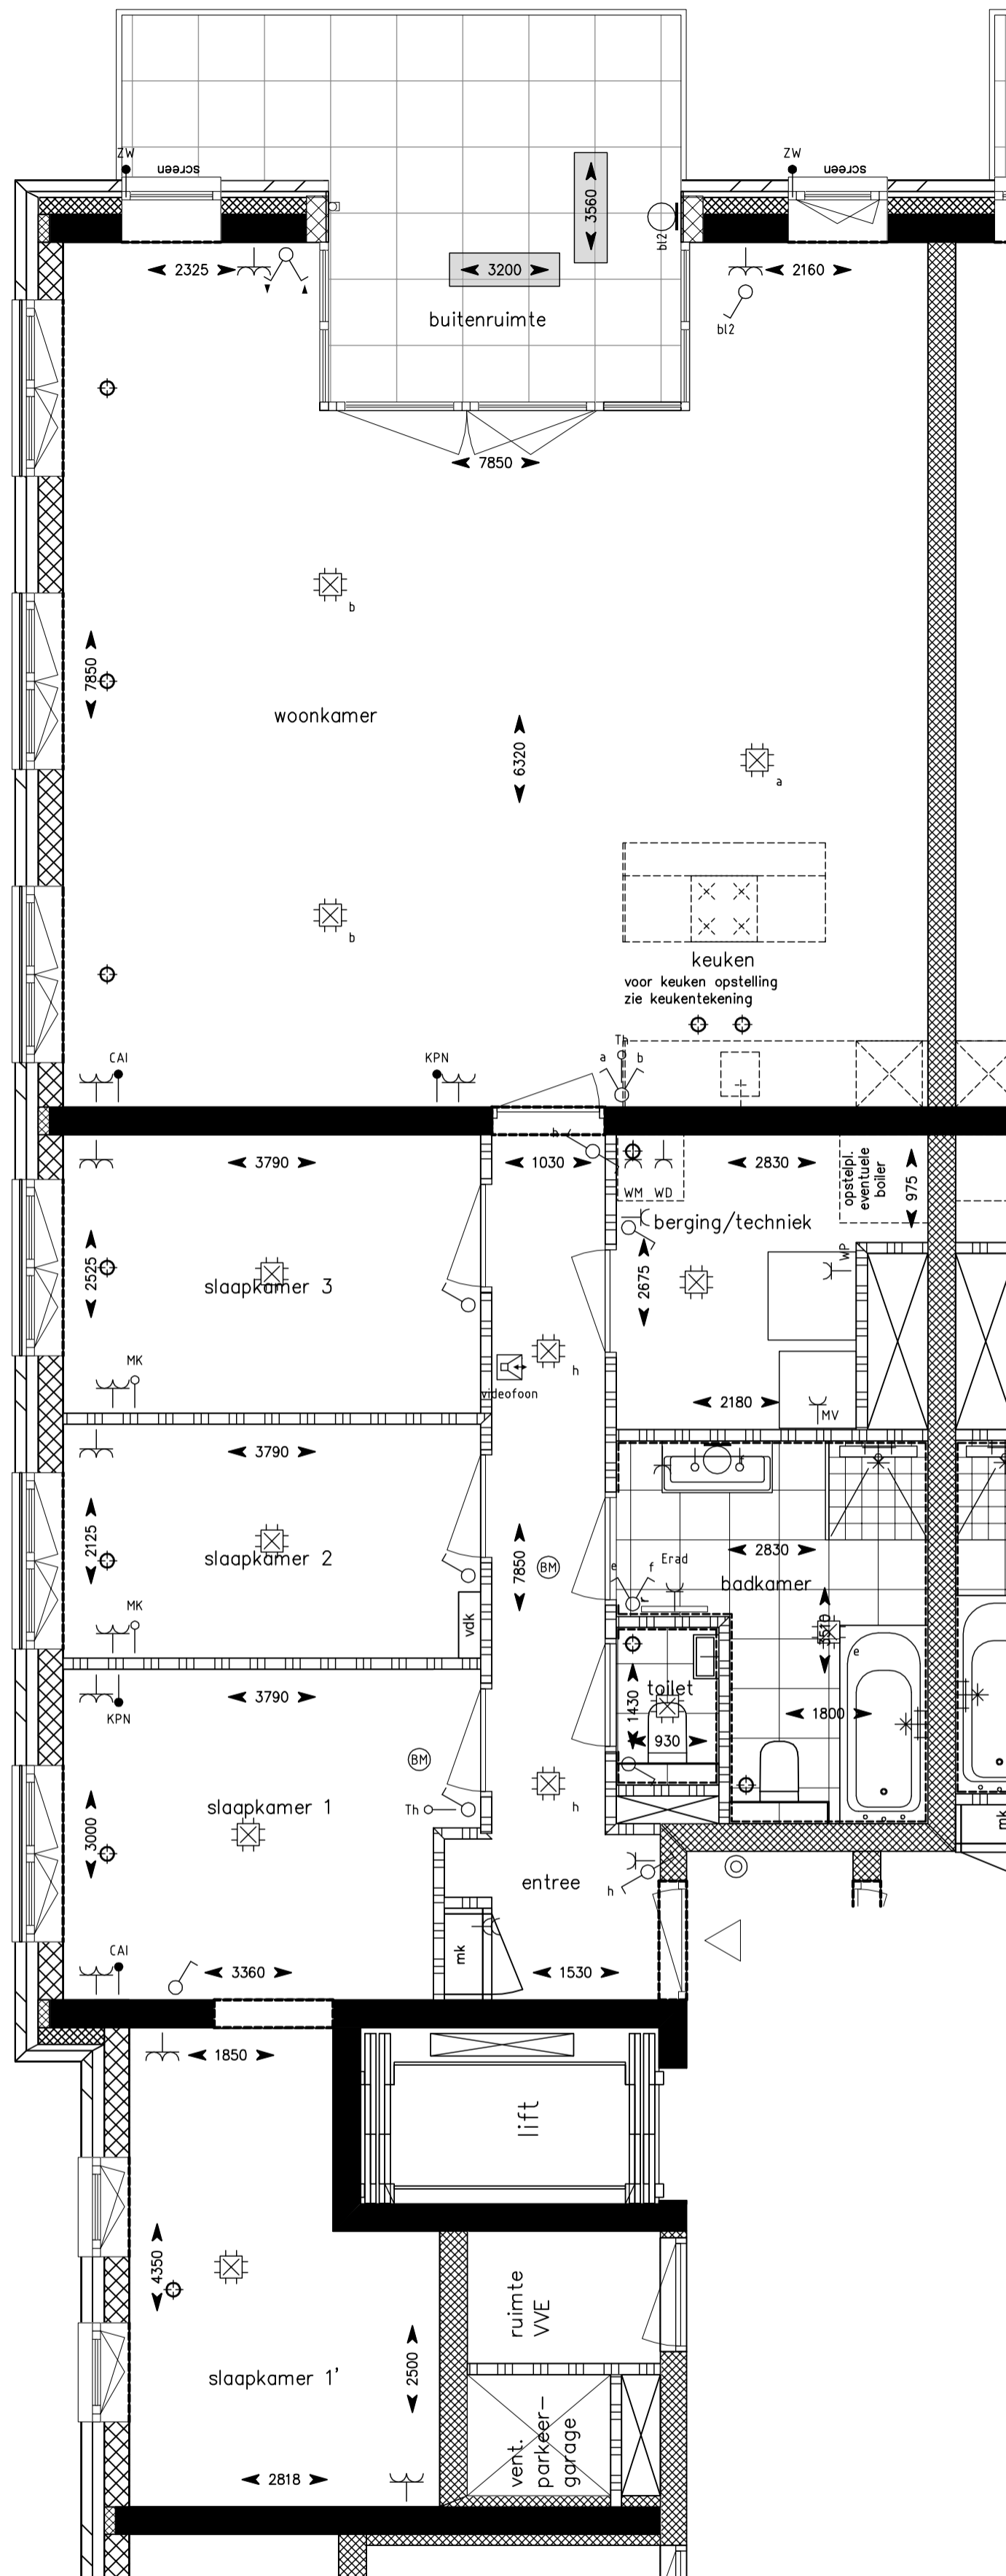 ZW
screen
ZW
screen
3560
bl2
2325
3200
2160
buitenruimte
bl2
7850
b
7850
woonkamer
6320
a
b
keuken
voor keuken opstelling
zie keukentekening
CAI
KPN
Th
a
b
h
3790
1030
2830
opstelpl.
eventuele
boiler
975
WM
WD
berging/techniek
WP
2525
slaapkamer 3
2675
h
MK
videofoon
2180
MV
3790
f
2125
slaapkamer 2
7850
BM
2830
e
f
Erad
badkamer
MK
vdk
r
3510
e
3790
KPN
toilet
1430
1800
930
BM
slaapkamer 1
Th
h
3000
mk
entree
h
CAI
mk
3360
1530
1850
lift
4350
ruimte
VVE
slaapkamer 1'
2500
vent.
parkeer-
garage
2818